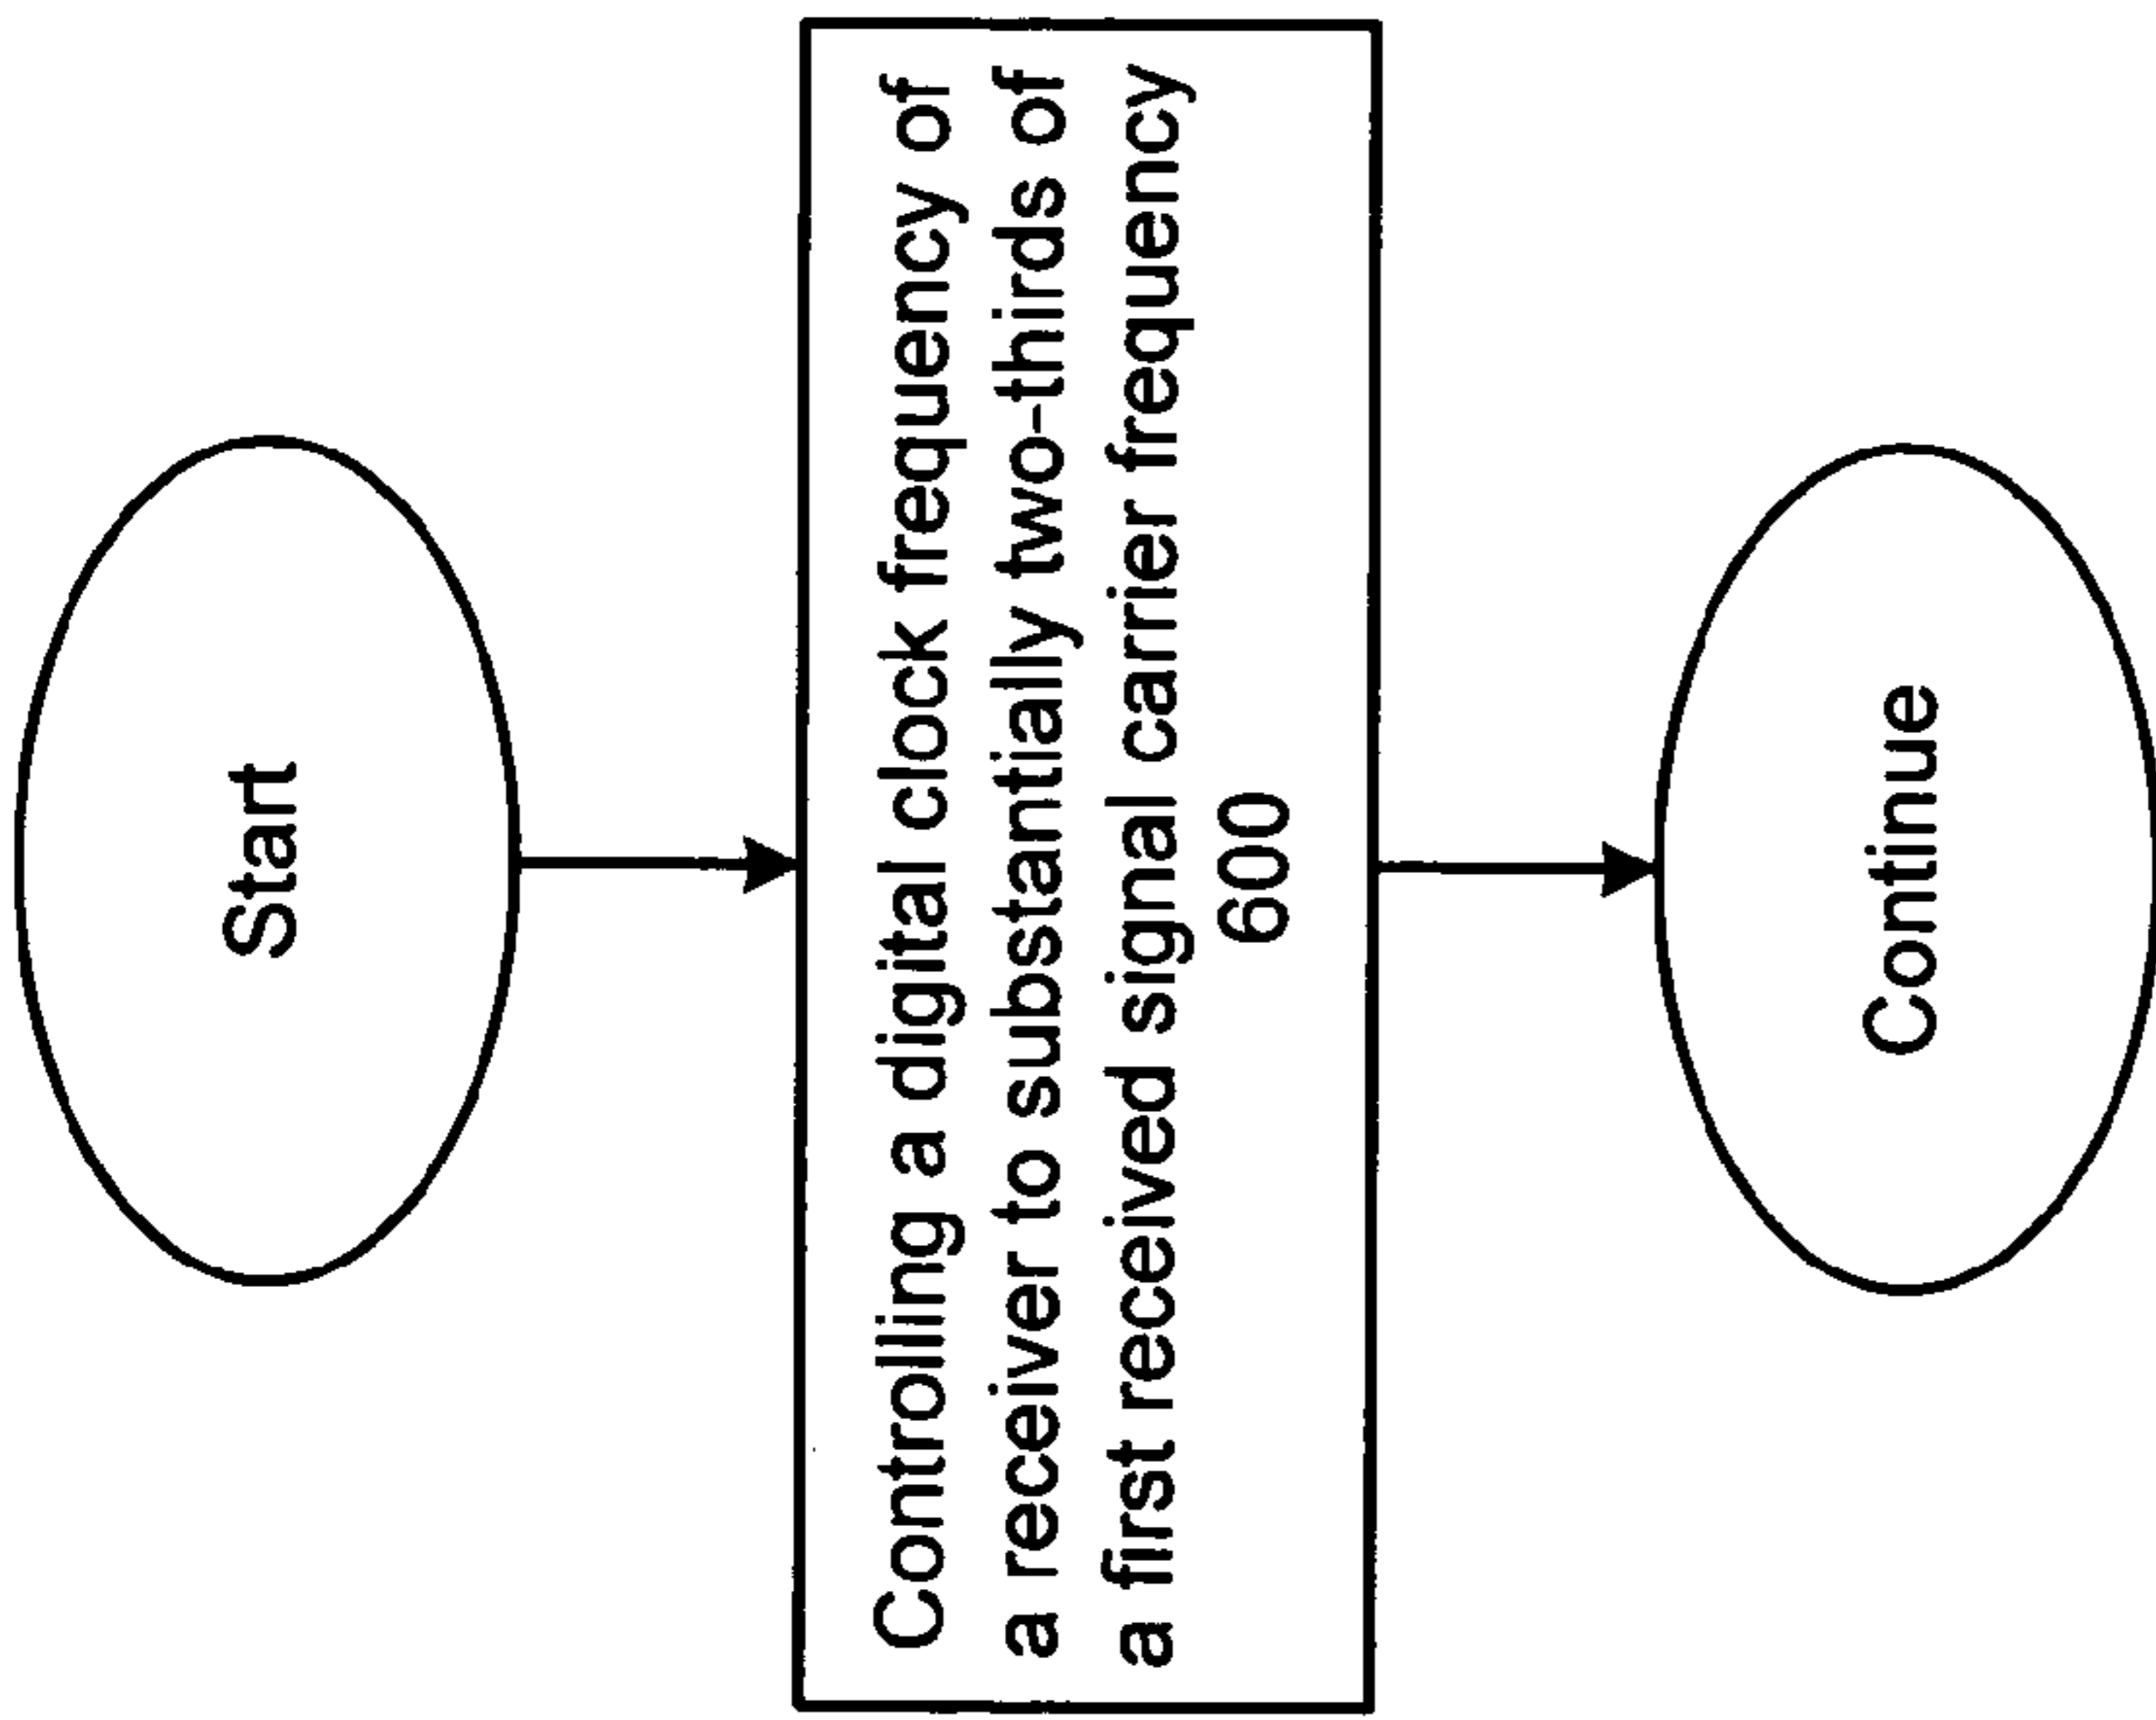 Start
Controlling a digital clock frequency of
a receiver to substantially two-thirds of
a first received signal carrier frequency
600
Continue